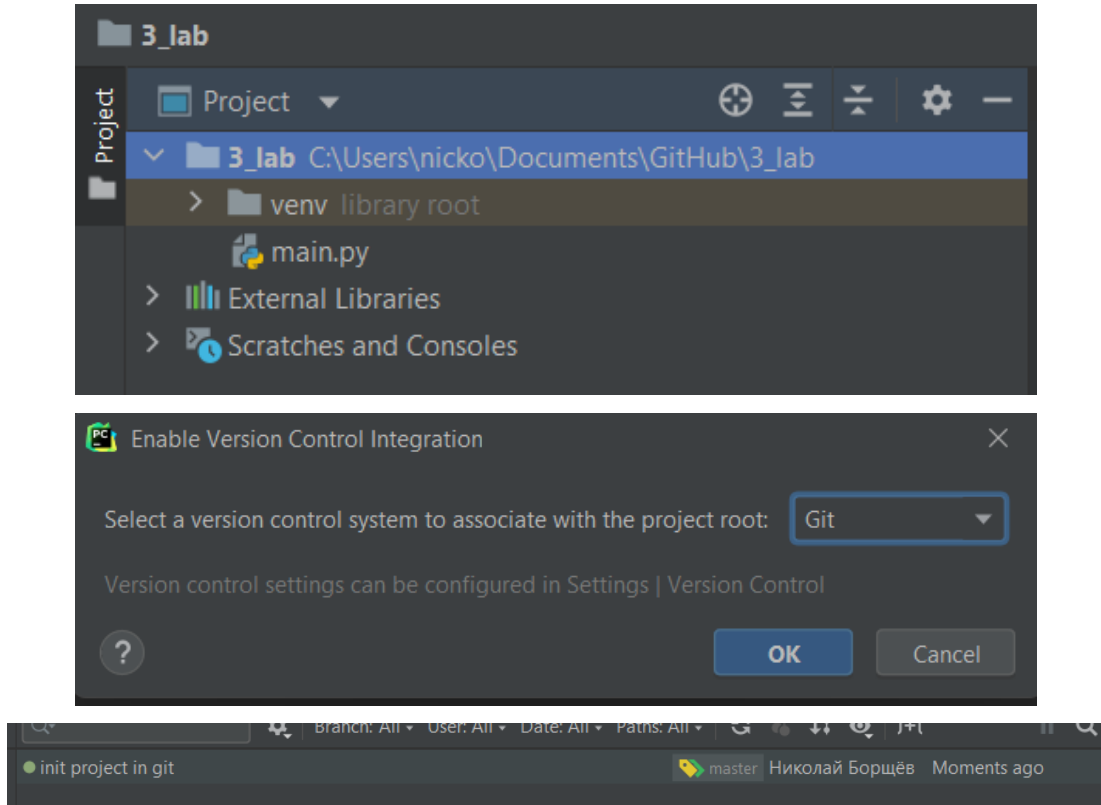 3_lab
Project
Project
3_lab C:\Users\nicko\Documents\GitHub\3_lab
venv library root
main.py
External Libraries
Scratches and Consoles
PC
Enable Version Control Integration
Select a version control system to associate with the project root: Git
Version control settings can be configured in Settings | Version Control
?
OK Cancel
Branch: All User: All Date: All Paths: All
init project in git master Николай Борщёв Moments ago